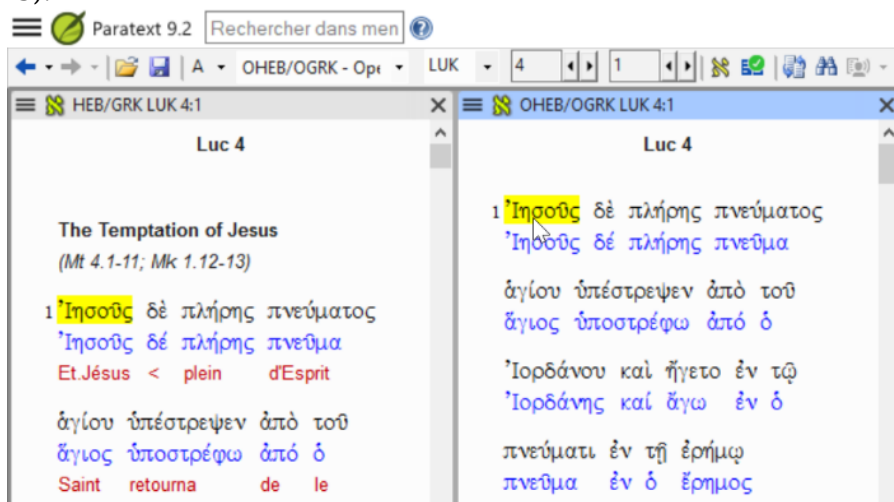 Paratext 9.2 Rechercher dans men
A OHEB/OGRK - Ope LUK 4 1
HEB/GRK LUK 4:1
Luc 4
The Temptation of Jesus
(Mt 4.1-11; Mk 1.12-13)
1 Ἰησοῦς δὲ πλήρης πνεύματος
Ἰησοῦς δέ πλήρης πνεῦμα
Et.Jésus < plein d'Esprit
ἁγίου ὑπέστρεψεν ἀπὸ τοῦ
ἅγιος ὑποστρέφω ἀπό ὁ
Saint retourna de le
OHEB/OGRK LUK 4:1
Luc 4
1 Ἰησοῦς δὲ πλήρης πνεύματος
Ἰησοῦς δέ πλήρης πνεῦμα
ἁγίου ὑπέστρεψεν ἀπὸ τοῦ
ἅγιος ὑποστρέφω ἀπό ὁ
Ἰορδάνου καὶ ἤγετο ἐν τῷ
Ἰορδάνης καί ἄγω ἐν ὁ
πνεύματι ἐν τῇ ἐρήμῳ
πνεῦμα ἐν ὁ ἔρημος